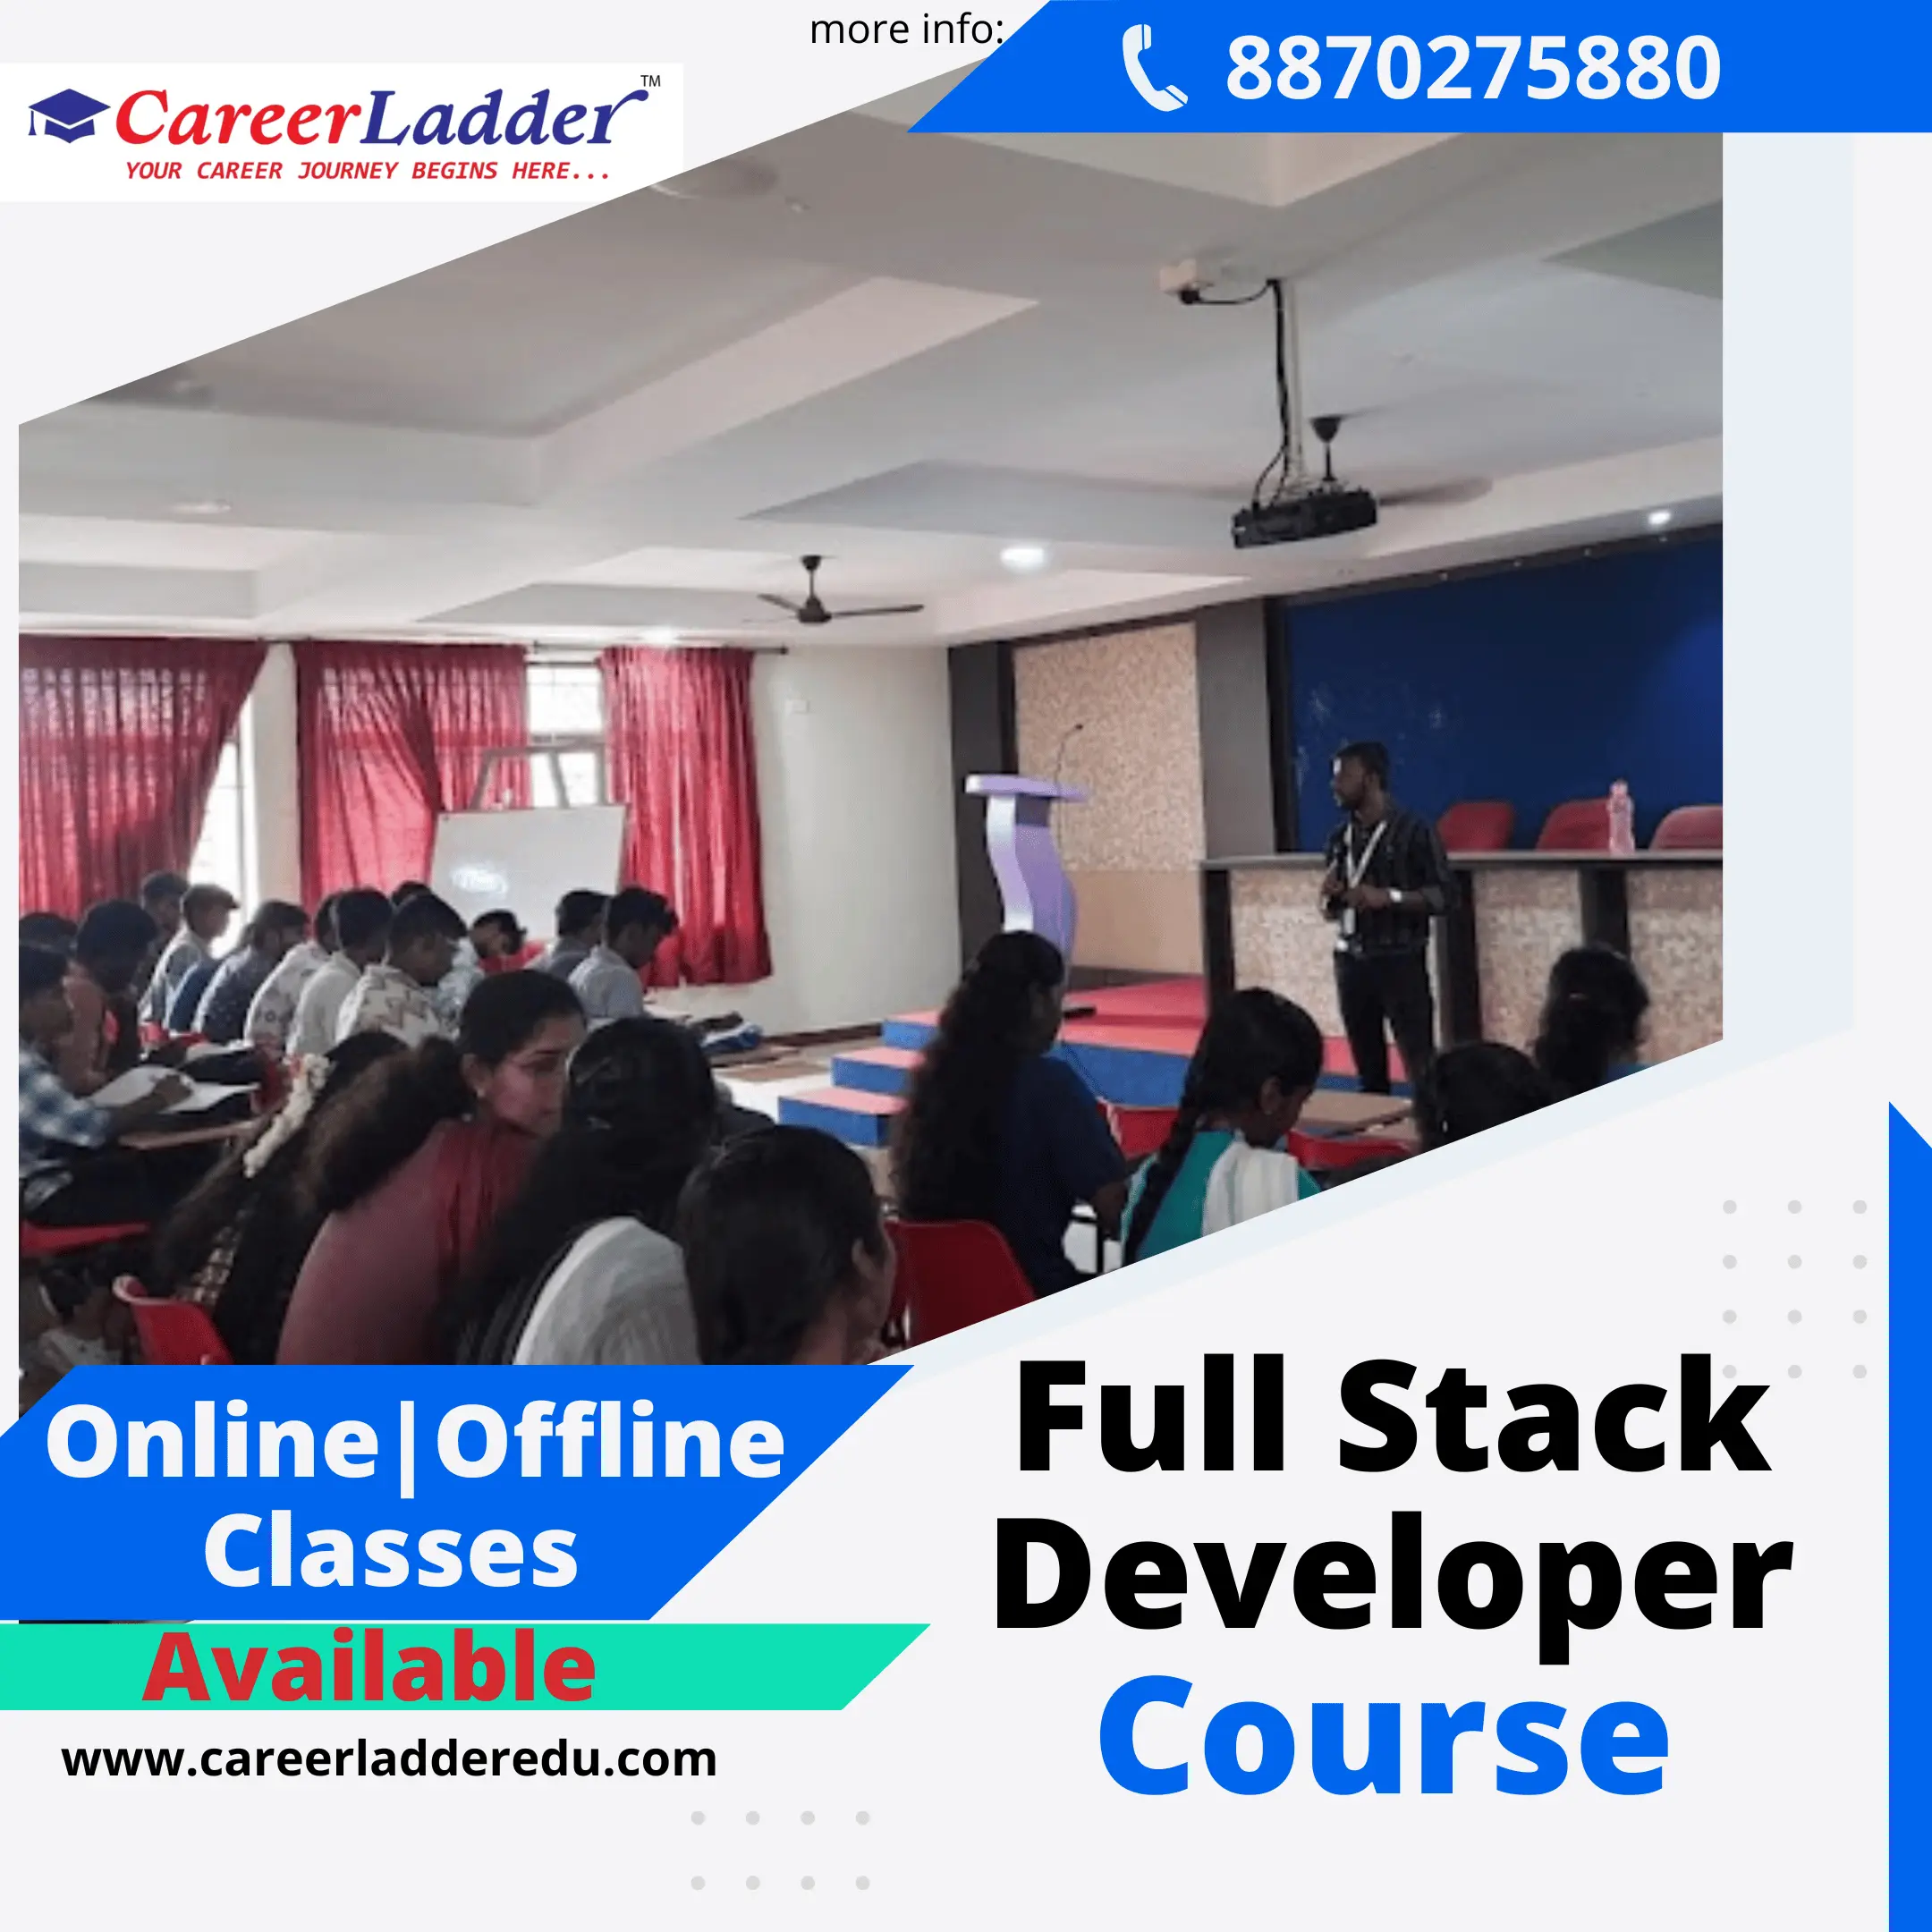 more info:
8870275880
CareerLadder™
YOUR CAREER JOURNEY BEGINS HERE...
Online|Offline
Classes
Available
www.careerladderedu.com
Full Stack
Developer
Course